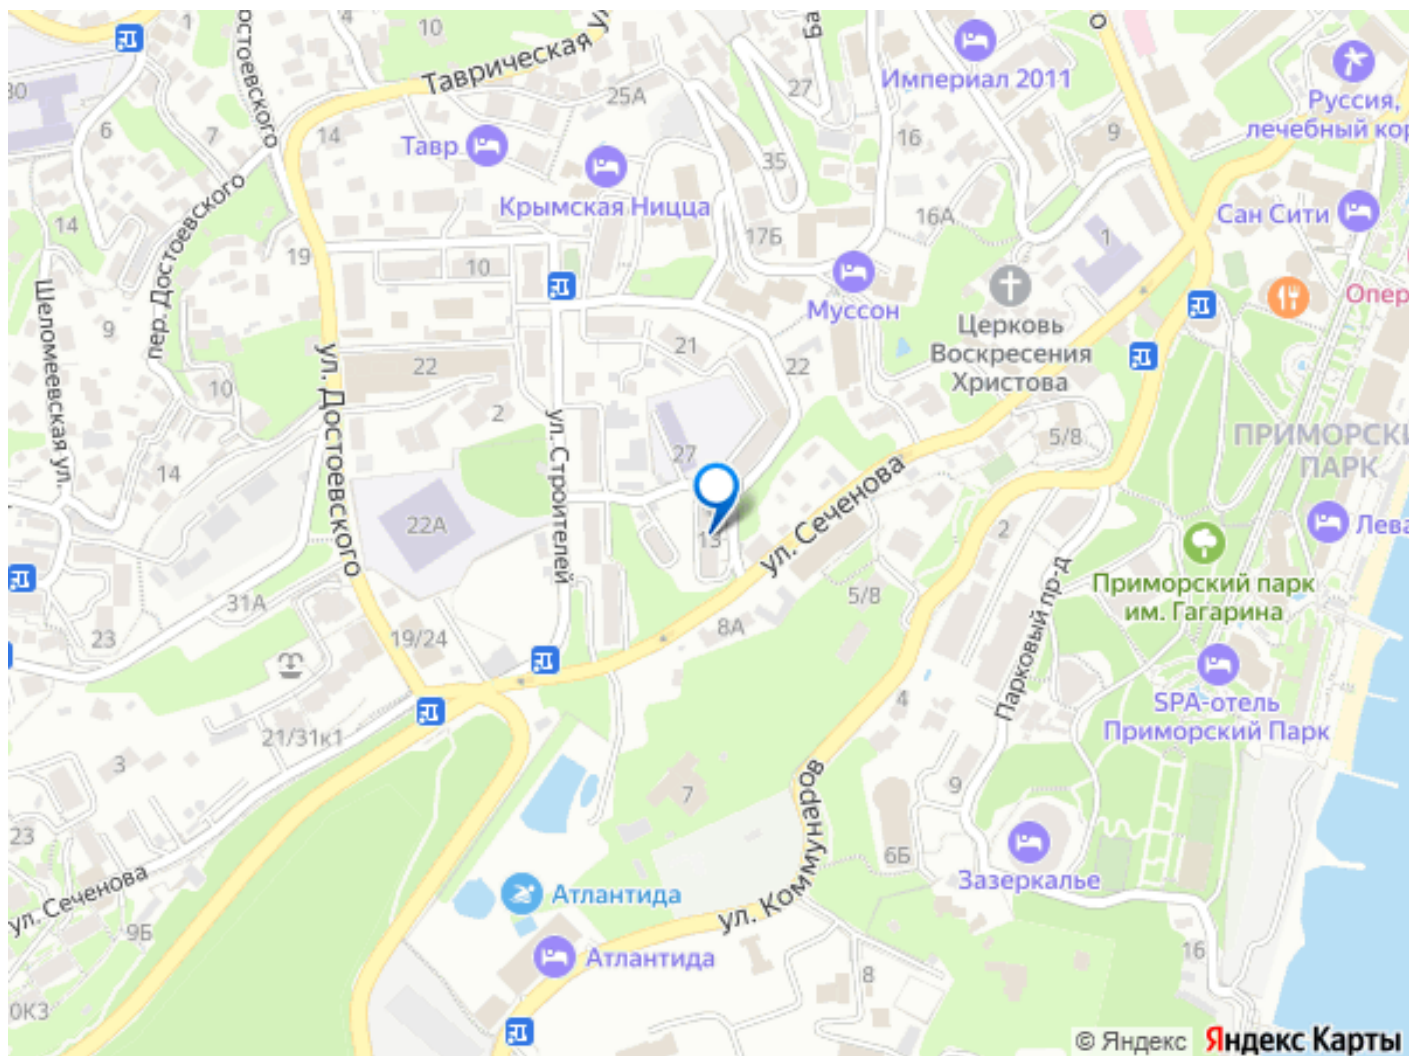 1
10
остоевского
Таврическая у
25А
27
Империал 2011
Руссия,
лечебный кор
30
6
7
14
Тавр
Крымская Ницца
35
16
9
16А
Сан Сити
14
19
10
17Б
1
пер. Достоевского
Шеломеевская ул.
9
Муссон
Церковь
Воскресения
Христова
Опер
ул. Достоевского
22
21
22
10
2
ул. Строителей
5/8
ПРИМОРСКИ
ПАРК
14
27
ул. Сеченова
22А
13
2
Лева
Приморский парк
им. Гагарина
31А
23
19/24
8А
5/8
Парковый пр-д
SPA-отель
Приморский Парк
4
21/31к1
3
7
9
ул. Коммунаров
23
6Б
Зазеркалье
ул. Сеченова
9Б
Атлантида
Атлантида
8
16
0К3
© Яндекс Яндекс Карты